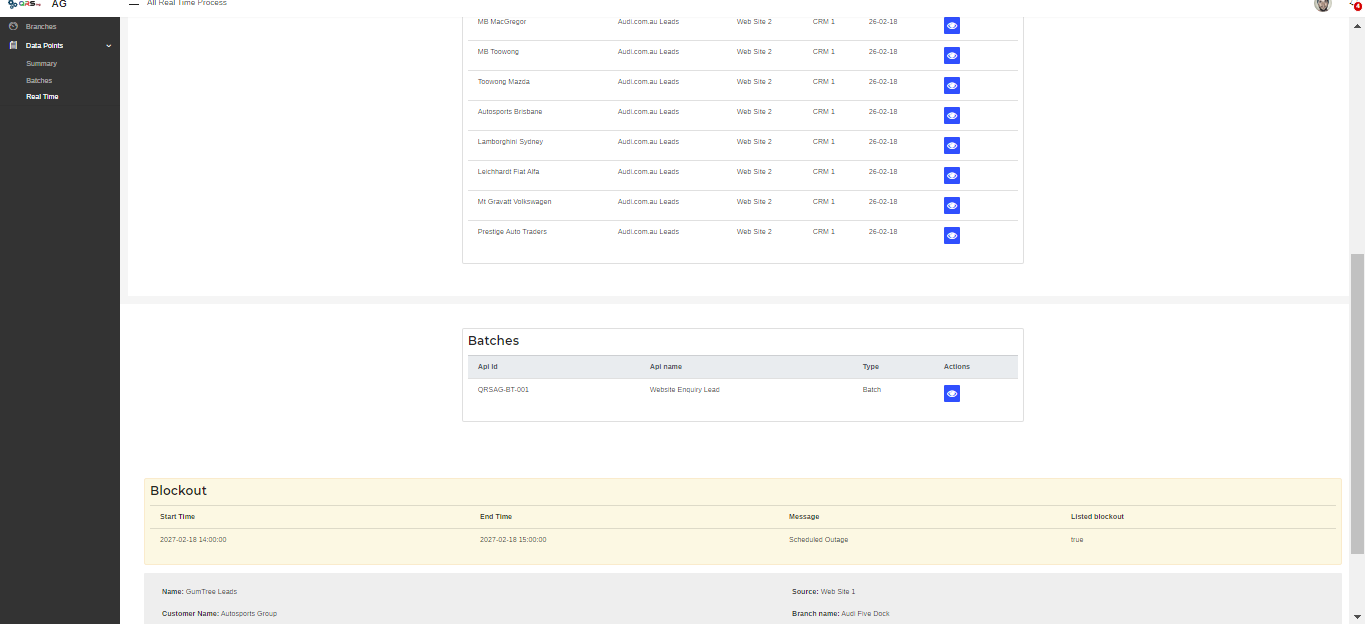 QRS AG
All Real Time Process
4
Branches
Data Points
Summary
Batches
Real Time
MB MacGregor Audi.com.au Leads Web Site 2 CRM 1 26-02-18
MB Toowong Audi.com.au Leads Web Site 2 CRM 1 26-02-18
Toowong Mazda Audi.com.au Leads Web Site 2 CRM 1 26-02-18
Autosports Brisbane Audi.com.au Leads Web Site 2 CRM 1 26-02-18
Lamborghini Sydney Audi.com.au Leads Web Site 2 CRM 1 26-02-18
Leichhardt Fiat Alfa Audi.com.au Leads Web Site 2 CRM 1 26-02-18
Mt Gravatt Volkswagen Audi.com.au Leads Web Site 2 CRM 1 26-02-18
Prestige Auto Traders Audi.com.au Leads Web Site 2 CRM 1 26-02-18
Batches
Api Id Api name Type Actions
QRSAG-BT-001 Website Enquiry Lead Batch
Blockout
Start Time End Time Message Listed blockout
2027-02-18 14:00:00 2027-02-18 15:00:00 Scheduled Outage true
Name: GumTree Leads Source: Web Site 1
Customer Name: Autosports Group Branch name: Audi Five Dock